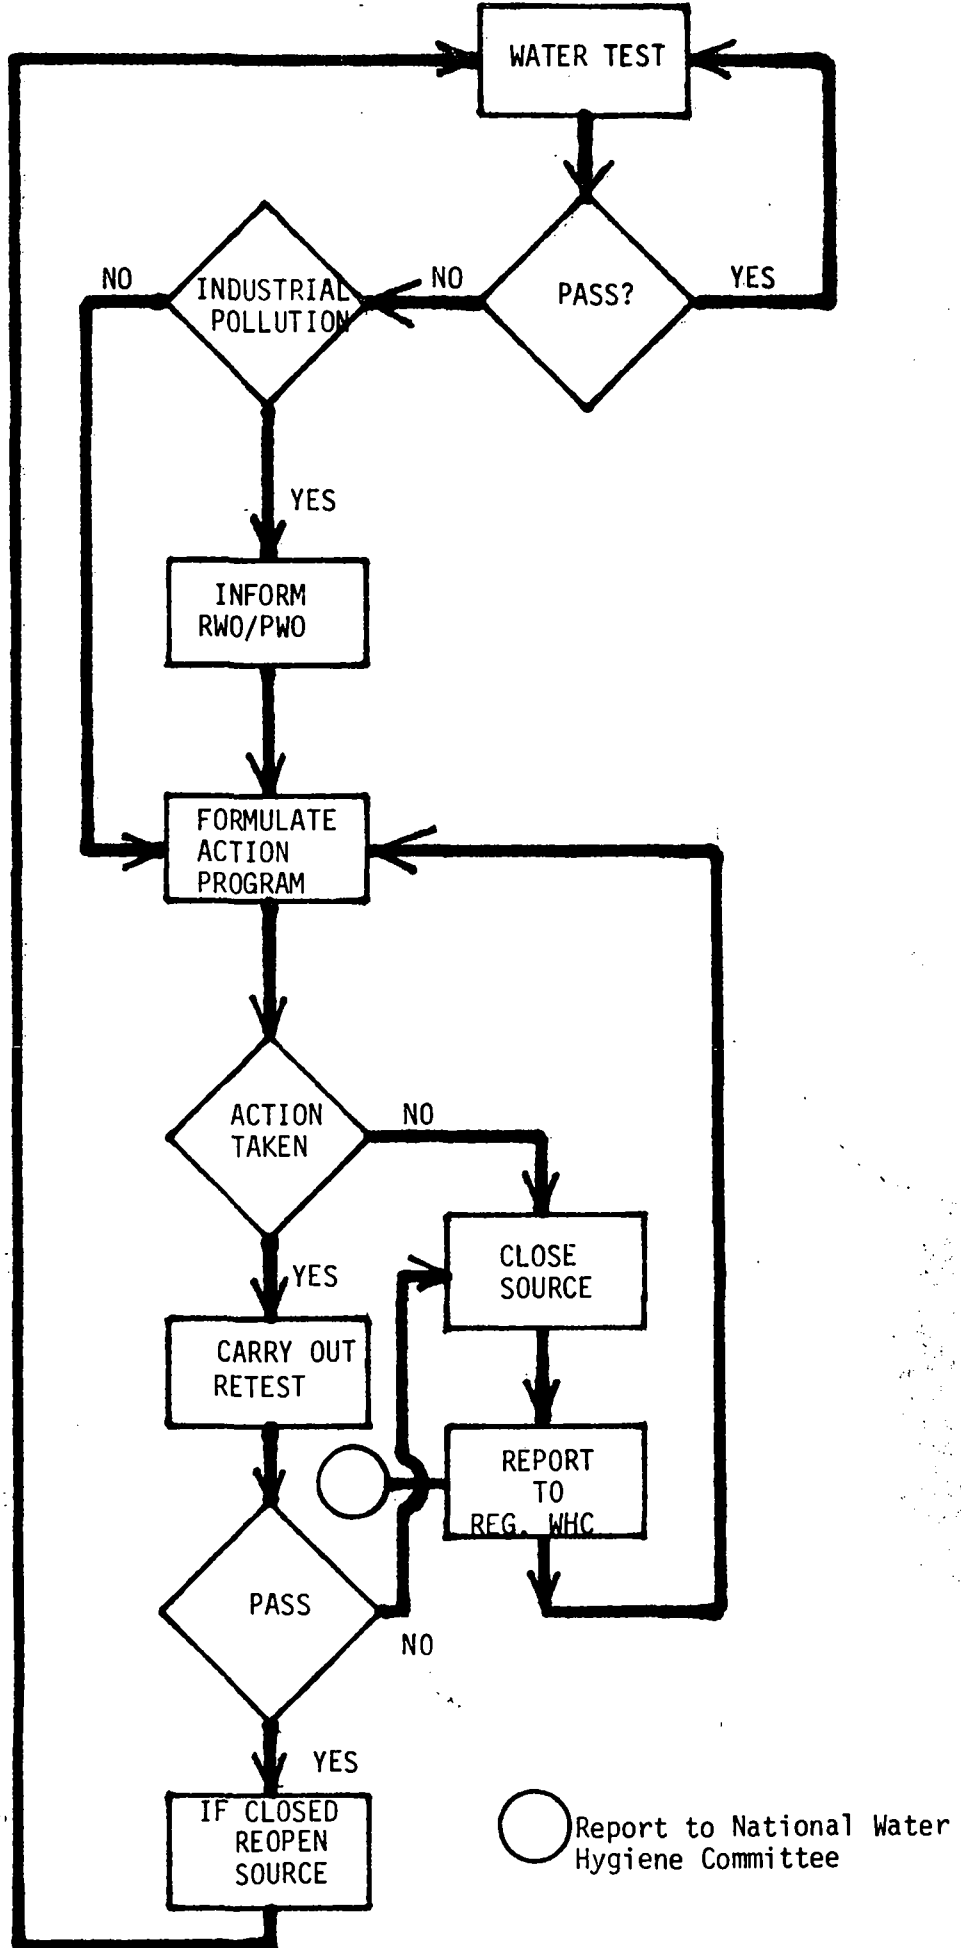 WATER TEST
PASS?
YES
NO
INDUSTRIAL
POLLUTION
NO
YES
INFORM
RWO/PWO
FORMULATE
ACTION
PROGRAM
ACTION
TAKEN
NO
YES
CLOSE
SOURCE
CARRY OUT
RETEST
REPORT
TO
REG. WHC
PASS
NO
YES
IF CLOSED
REOPEN
SOURCE
Report to National Water
Hygiene Committee